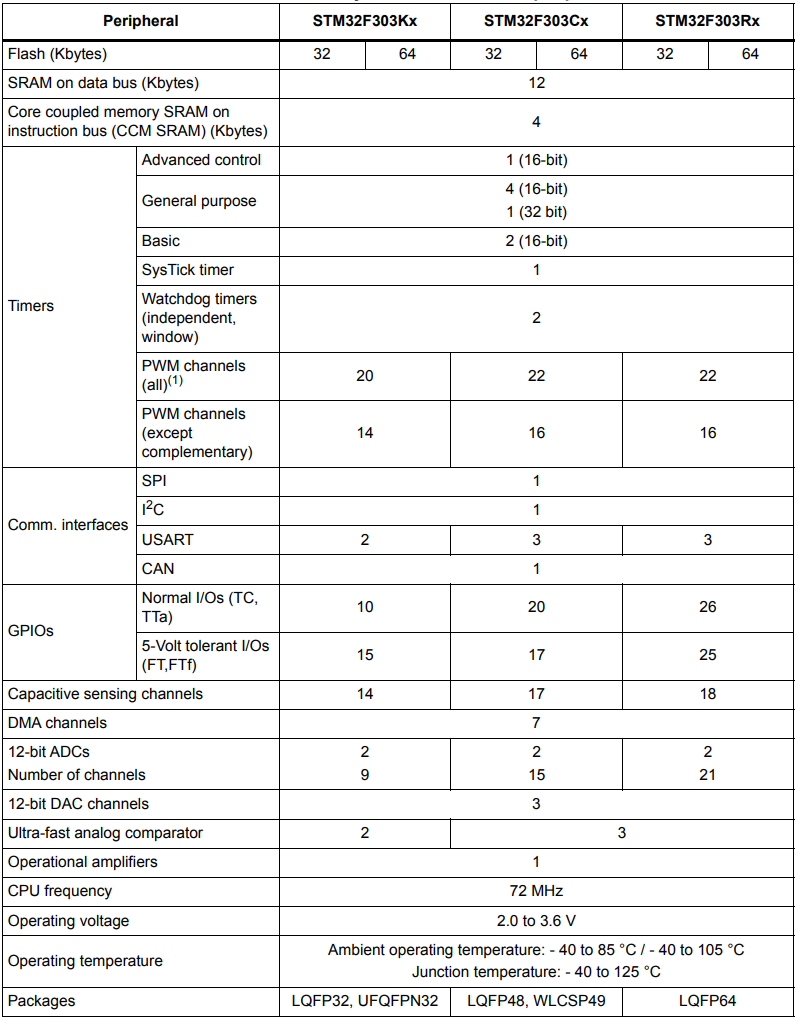 Peripheral STM32F303Kx STM32F303Cx STM32F303Rx
Flash (Kbytes) 32 64 32 64 32 64
SRAM on data bus (Kbytes) 12
Core coupled memory SRAM on
instruction bus (CCM SRAM) (Kbytes) 4
Timers
Advanced control 1 (16-bit)
General purpose 4 (16-bit)
1 (32 bit)
Basic 2 (16-bit)
SysTick timer 1
Watchdog timers
(independent,
window) 2
PWM channels
(all)(1) 20 22 22
PWM channels
(except
complementary) 14 16 16
Comm. interfaces
SPI 1
I2C 1
USART 2 3 3
CAN 1
GPIOs
Normal I/Os (TC,
TTa) 10 20 26
5-Volt tolerant I/Os
(FT,FTf) 15 17 25
Capacitive sensing channels 14 17 18
DMA channels 7
12-bit ADCs 2 2 2
Number of channels 9 15 21
12-bit DAC channels 3
Ultra-fast analog comparator 2 3
Operational amplifiers 1
CPU frequency 72 MHz
Operating voltage 2.0 to 3.6 V
Operating temperature
Ambient operating temperature: - 40 to 85 °C / - 40 to 105 °C
Junction temperature: - 40 to 125 °C
Packages LQFP32, UFQFPN32 LQFP48, WLCSP49 LQFP64